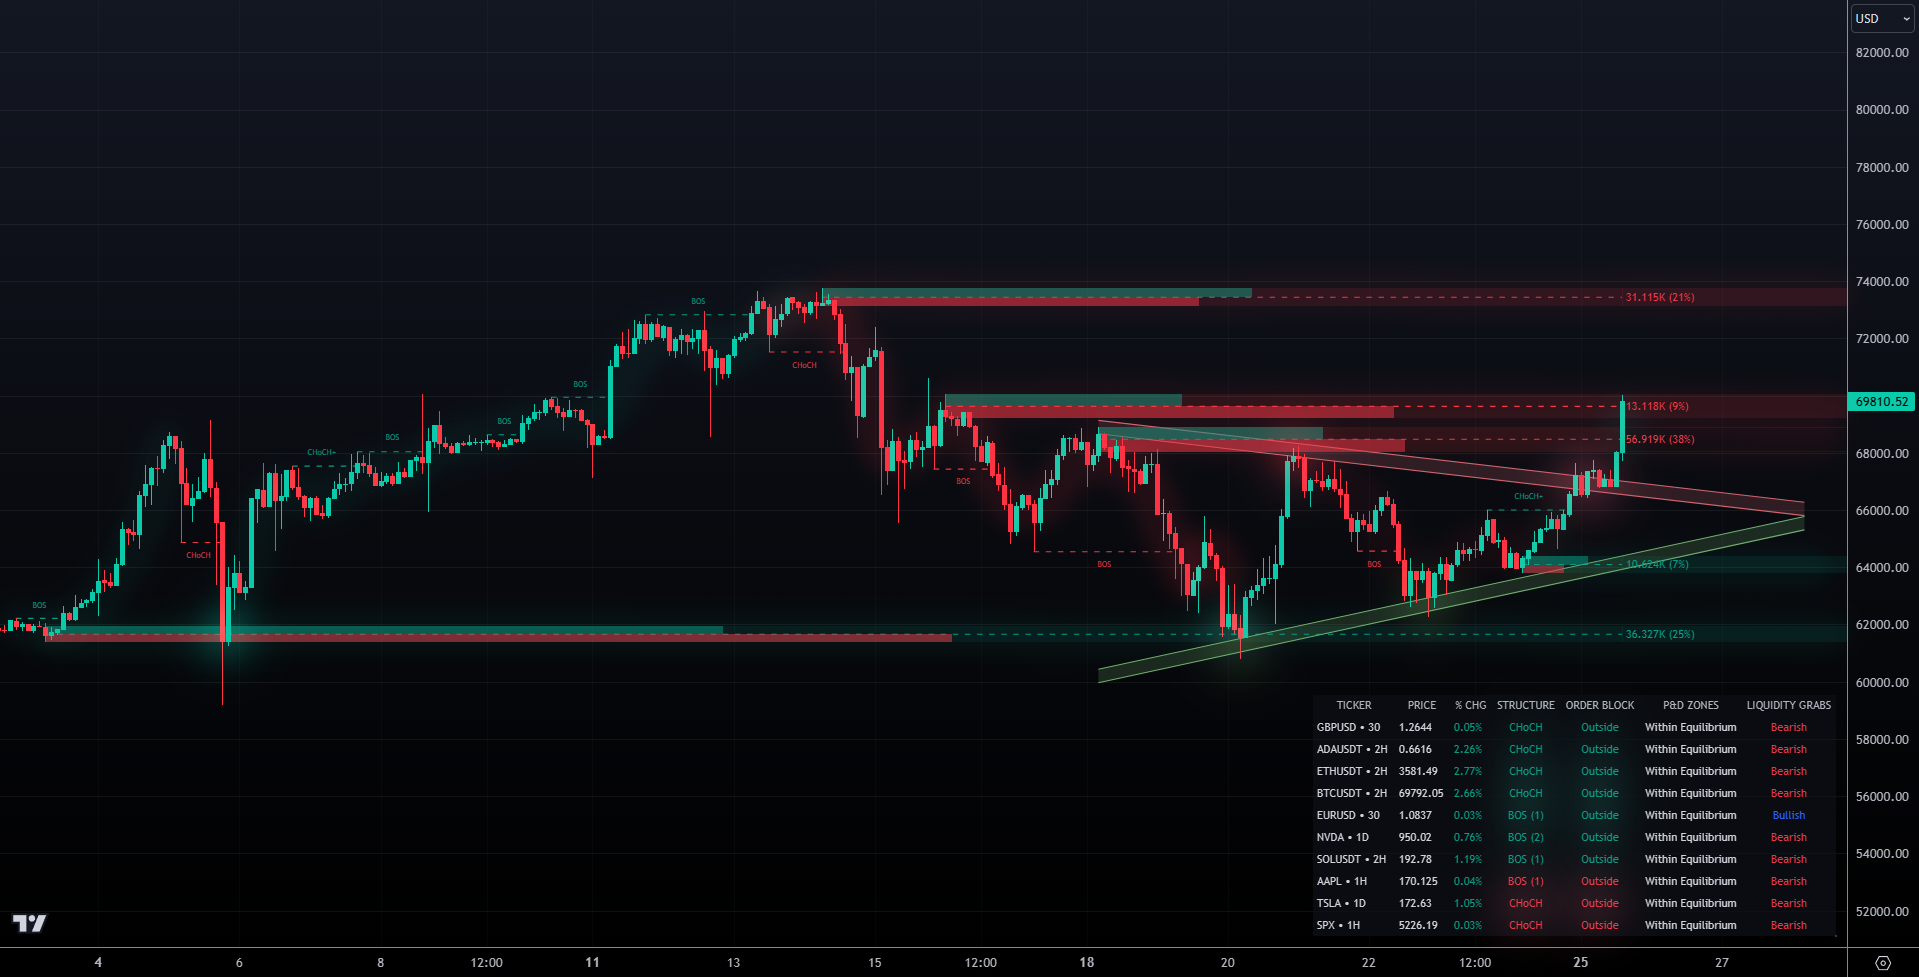 USD
82000.00
80000.00
78000.00
76000.00
74000.00
31.115K (21%)
BOS
72000.00
CHoCH
BOS
BOS
BOS
69810.52
13.118K (9%)
56.919K (38%)
CHoCH+
68000.00
BOS
CHoCH+
66000.00
CHoCH
BOS
BOS
10.624K (7%)
64000.00
BOS
62000.00
36.327K (25%)
60000.00
TICKER PRICE % CHG STRUCTURE ORDER BLOCK P&D ZONES LIQUIDITY GRABS
GBPUSD • 30 1.2644 0.05% CHoCH Outside Within Equilibrium Bearish
58000.00
ADAUSDT • 2H 0.6616 2.26% CHoCH Outside Within Equilibrium Bearish
ETHUSDT • 2H 3581.49 2.77% CHoCH Outside Within Equilibrium Bearish
BTCUSDT • 2H 69792.05 2.66% CHoCH Outside Within Equilibrium Bearish
56000.00
EURUSD • 30 1.0837 0.03% BOS (1) Outside Within Equilibrium Bullish
NVDA • 1D 950.02 0.76% BOS (2) Outside Within Equilibrium Bearish
54000.00
SOLUSDT • 2H 192.78 1.19% BOS (1) Outside Within Equilibrium Bearish
AAPL • 1H 170.125 0.04% BOS (1) Outside Within Equilibrium Bearish
TSLA • 1D 172.63 1.05% CHoCH Outside Within Equilibrium Bearish
52000.00
SPX • 1H 5226.19 0.03% CHoCH Outside Within Equilibrium Bearish
4 6 8 12:00 11 13 15 12:00 18 20 22 12:00 25 27